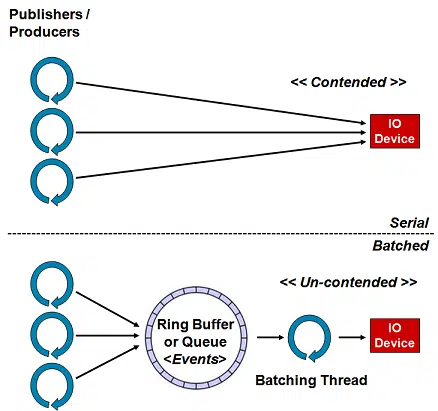 Publishers /
Producers
<< Contended >>
IO
Device
Serial
Batched
<< Un-contended >>
Ring Buffer
or Queue
<Events>
IO
Device
Batching Thread